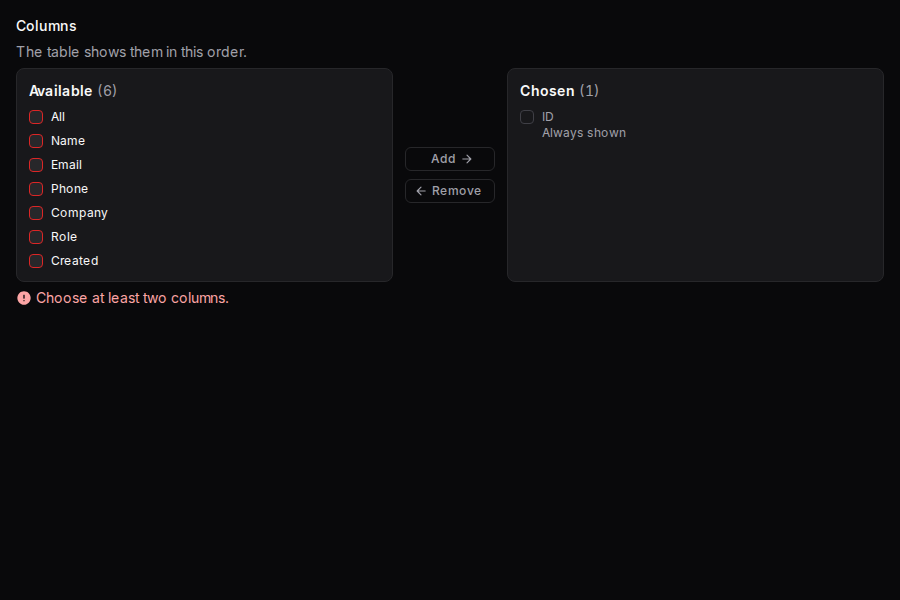 Columns
The table shows them in this order.
Available (6)
All
Name
Email
Phone
Company
Role
Created
Add →
← Remove
Chosen (1)
ID
Always shown
Choose at least two columns.